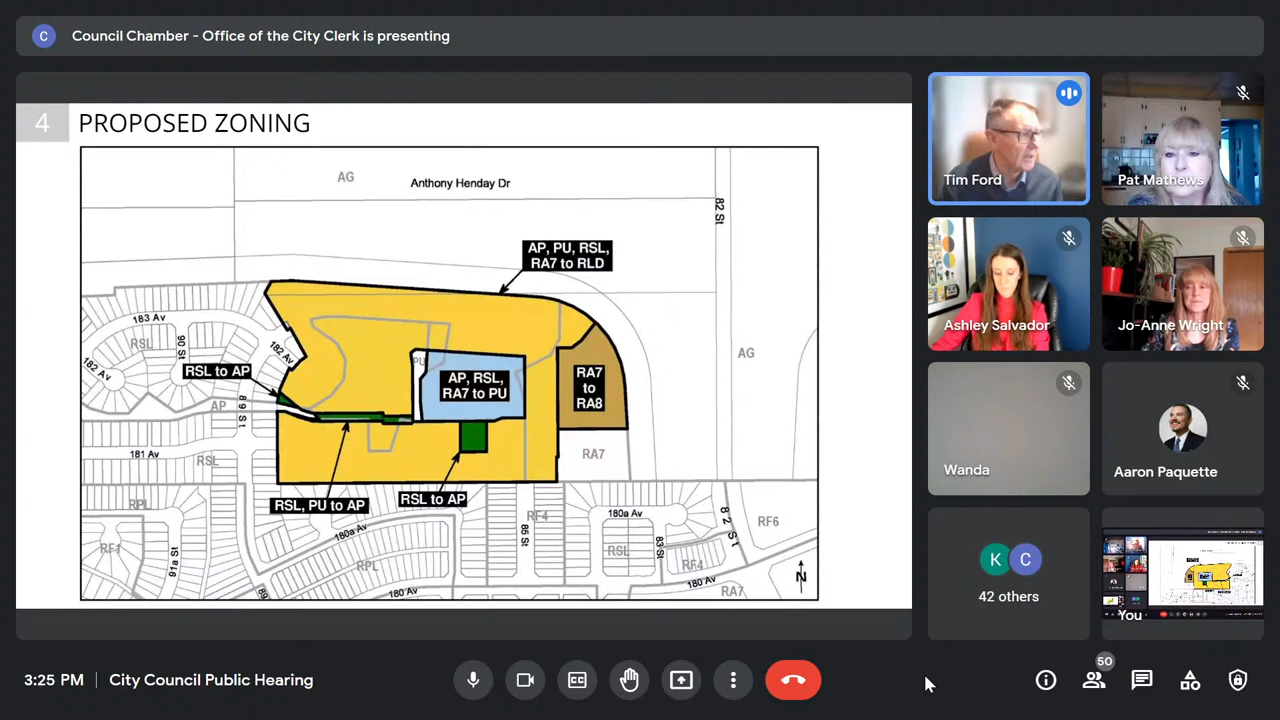 C
Council Chamber - Office of the City Clerk is presenting
4 PROPOSED ZONING
AG
Anthony Henday Dr
82 St
AP, PU, RSL,
RA7 to RLD
183 Av
RSL
90 St
182 Av
182 Av
RSL to AP
AP
89 St
PU
AP, RSL,
RA7 to PU
RA7
to
RA8
AG
181 Av
RSL
RA7
RSL, PU to AP
RSL to AP
RPL
180a Av
85 St
RF4
180a Av
82 St
RF6
RF1
91a St
RPL
RSL
83 St
RF4
180 Av
180 Av
RA7
N
Tim Ford
Pat Mathews
Ashley Salvador
Jo-Anne Wright
Wanda
Aaron Paquette
K C
42 others
You
3:25 PM | City Council Public Hearing
CC
50